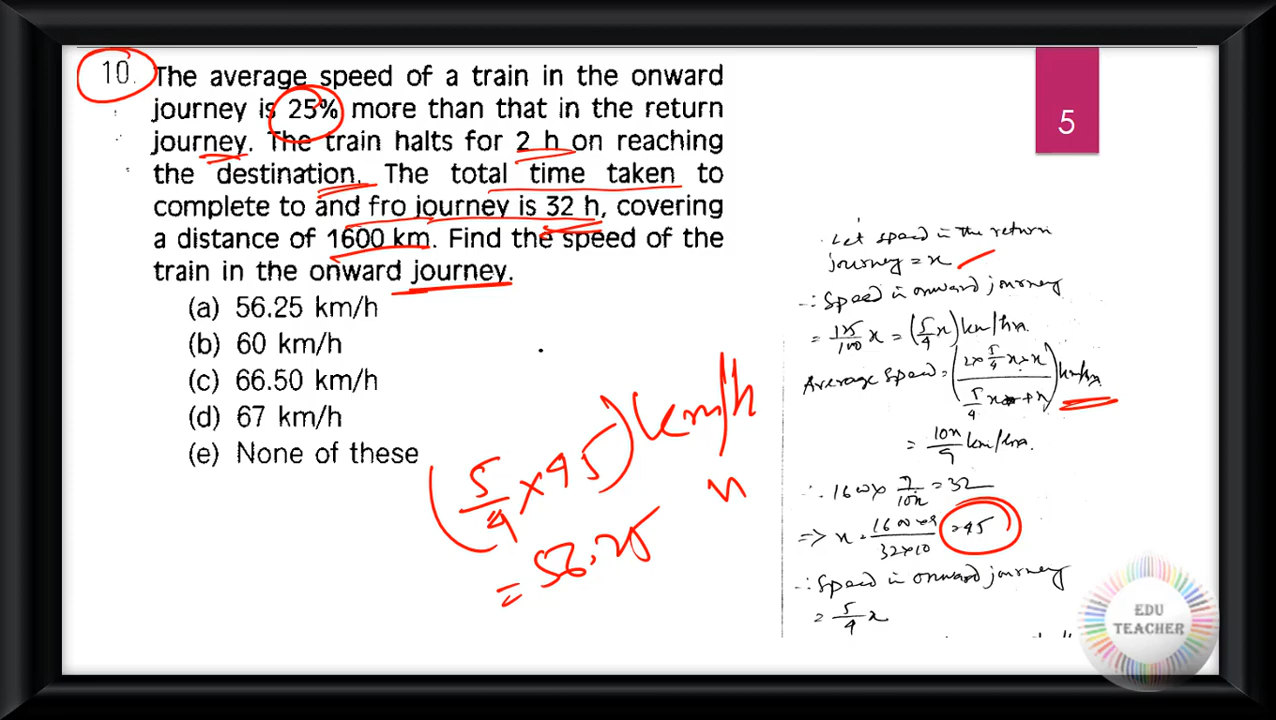 10. The average speed of a train in the onward
journey is 25% more than that in the return
journey. The train halts for 2 h on reaching
the destination. The total time taken to
complete to and fro journey is 32 h, covering
a distance of 1600 km. Find the speed of the
train in the onward journey.
(a) 56.25 km/h
(b) 60 km/h
(c) 66.50 km/h
(d) 67 km/h
(e) None of these
(5/4 × 45) km/h
= 56.25
n
5
Let speed in the return
journey = x
∴ Speed in onward journey
= 125/100 x = (5/4 x) km/hr.
Average Speed = (2 × 5/4 x × x / 5/4 x + x) km/hr.
= 10x/9 km/hr.
∴ 1600 × 9/10x = 32
=> x = 1600 × 9 / 32×10 = 45
∴ Speed in onward journey
= 5/4 x
EDU
TEACHER